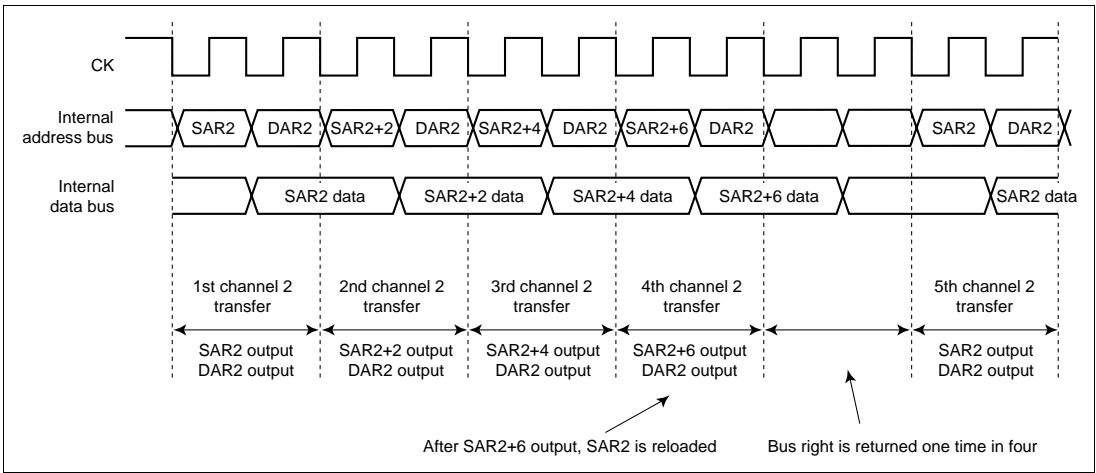 CK
Internal
address bus
SAR2 DAR2 SAR2+2 DAR2 SAR2+4 DAR2 SAR2+6 DAR2 SAR2 DAR2
Internal
data bus
SAR2 data SAR2+2 data SAR2+4 data SAR2+6 data SAR2 data
1st channel 2
transfer
SAR2 output
DAR2 output
2nd channel 2
transfer
SAR2+2 output
DAR2 output
3rd channel 2
transfer
SAR2+4 output
DAR2 output
4th channel 2
transfer
SAR2+6 output
DAR2 output
5th channel 2
transfer
SAR2 output
DAR2 output
After SAR2+6 output, SAR2 is reloaded
Bus right is returned one time in four